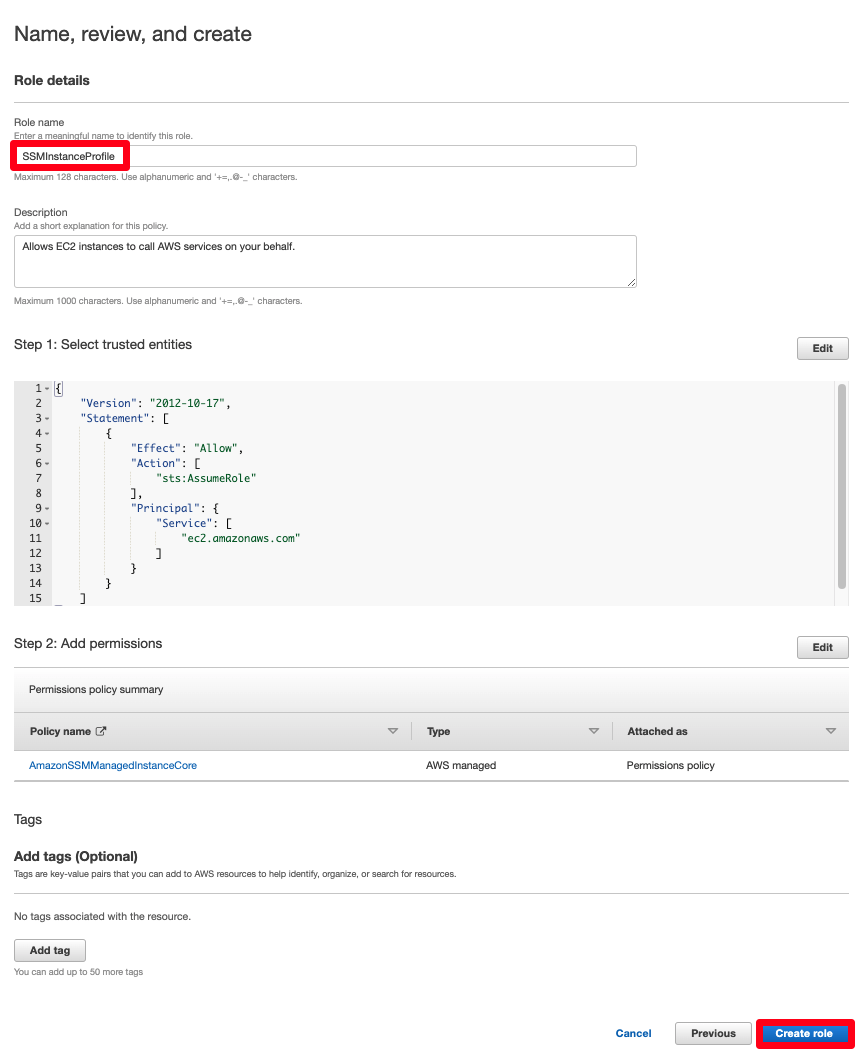 Name, review, and create
Role details
Role name
Enter a meaningful name to identify this role.
SSMInstanceProfile
Maximum 128 characters. Use alphanumeric and '+=,.@-_' characters.
Description
Add a short explanation for this policy.
Allows EC2 instances to call AWS services on your behalf.
Maximum 1000 characters. Use alphanumeric and '+=,.@-_' characters.
Step 1: Select trusted entities
Edit
1 {
2 "Version": "2012-10-17",
3 "Statement": [
4 {
5 "Effect": "Allow",
6 "Action": [
7 "sts:AssumeRole"
8 ],
9 "Principal": {
10 "Service": [
11 "ec2.amazonaws.com"
12 ]
13 }
14 }
15 ]
Step 2: Add permissions
Edit
Permissions policy summary
Policy name Type Attached as
AmazonSSMManagedInstanceCore AWS managed Permissions policy
Tags
Add tags (Optional)
Tags are key-value pairs that you can add to AWS resources to help identify, organize, or search for resources.
No tags associated with the resource.
Add tag
You can add up to 50 more tags
Cancel Previous Create role